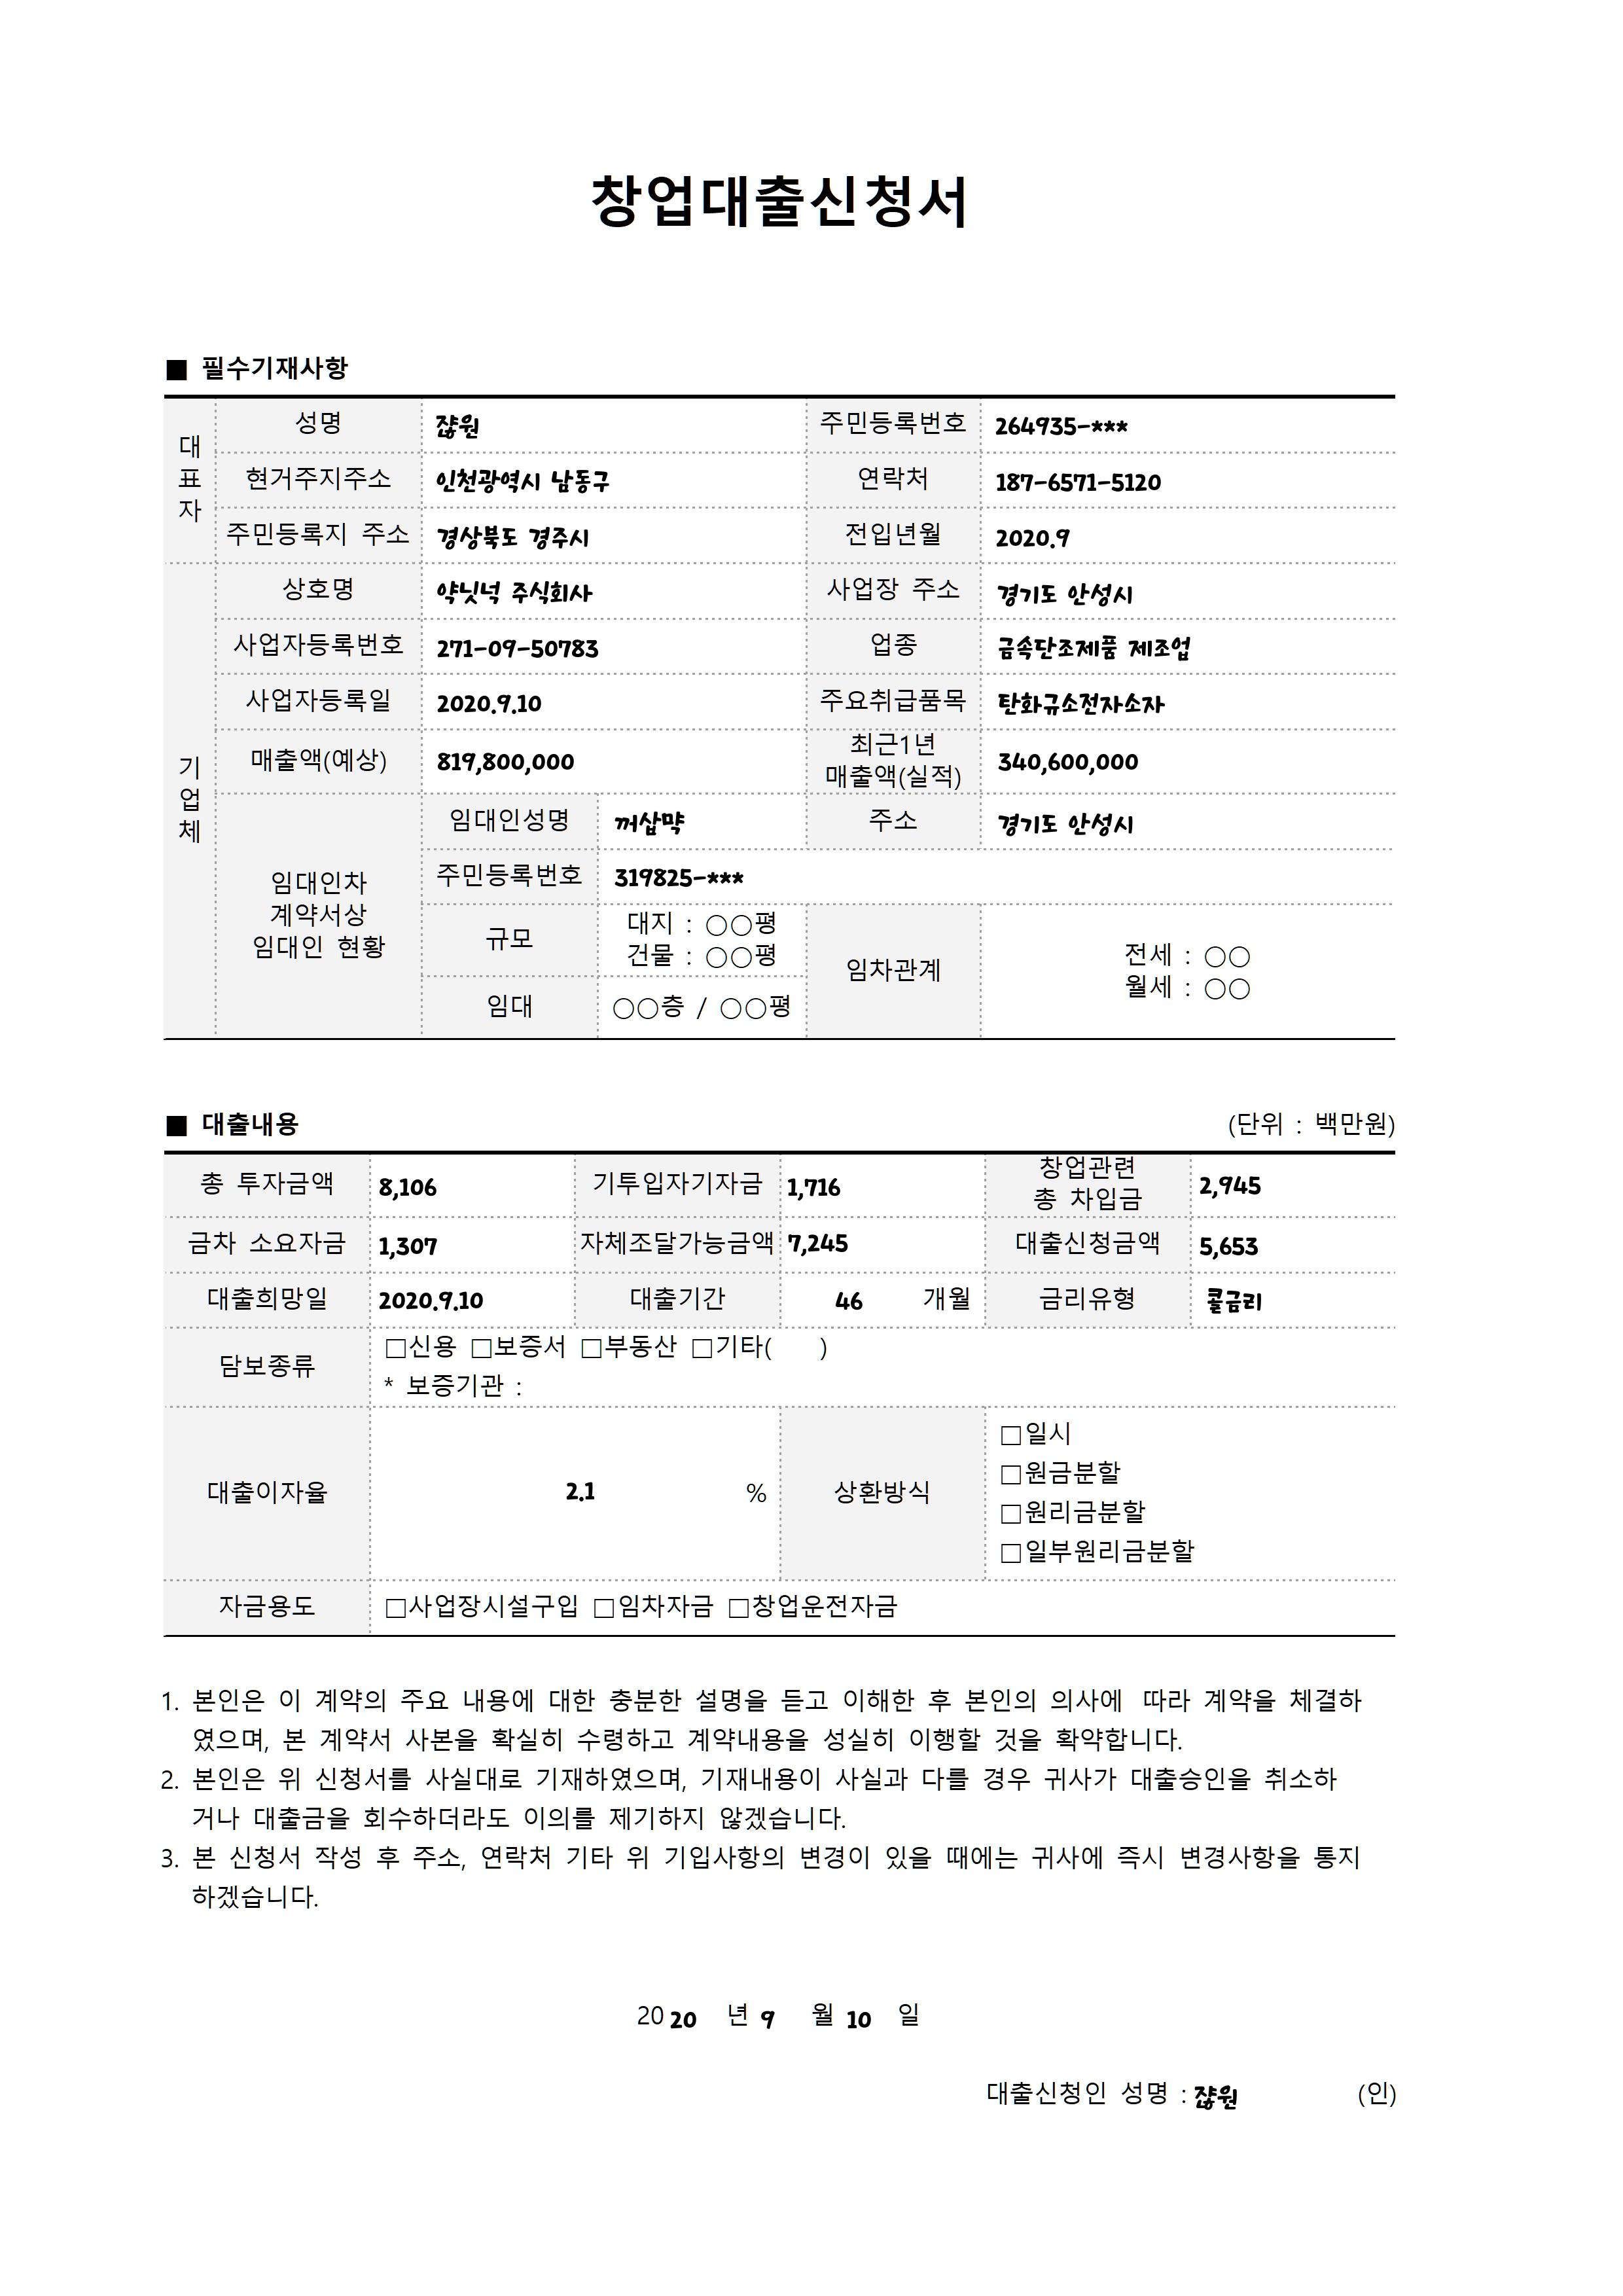 창업대출신청서
■ 필수기재사항
대표자
성명 쟎원 주민등록번호 264935-***
현거주지주소 인천광역시 남동구 연락처 187-6571-5120
주민등록지 주소 경상북도 경주시 전입년월 2020.9
기업체
상호명 약닛넉 주식회사 사업장 주소 경기도 안성시
사업자등록번호 271-09-50783 업종 금속단조제품 제조업
사업자등록일 2020.9.10 주요취급품목 탄화규소전자소자
매출액(예상) 819,800,000 최근1년 매출액(실적) 340,600,000
임대인차
계약서상
임대인 현황
임대인성명 꺼삽먁 주소 경기도 안성시
주민등록번호 319825-***
규모 대지 : ○○평
건물 : ○○평
임대 ○○층 / ○○평
임차관계 전세 : ○○
월세 : ○○
■ 대출내용 (단위 : 백만원)
총 투자금액 8,106 기투입자기자금 1,716 창업관련 총 차입금 2,945
금차 소요자금 1,307 자체조달가능금액 7,245 대출신청금액 5,653
대출희망일 2020.9.10 대출기간 46 개월 금리유형 콜금리
담보종류 □신용 □보증서 □부동산 □기타( )
* 보증기관 :
대출이자율 2.1 % 상환방식
□일시
□원금분할
□원리금분할
□일부원리금분할
자금용도 □사업장시설구입 □임차자금 □창업운전자금
1. 본인은 이 계약의 주요 내용에 대한 충분한 설명을 듣고 이해한 후 본인의 의사에 따라 계약을 체결하
였으며, 본 계약서 사본을 확실히 수령하고 계약내용을 성실히 이행할 것을 확약합니다.
2. 본인은 위 신청서를 사실대로 기재하였으며, 기재내용이 사실과 다를 경우 귀사가 대출승인을 취소하
거나 대출금을 회수하더라도 이의를 제기하지 않겠습니다.
3. 본 신청서 작성 후 주소, 연락처 기타 위 기입사항의 변경이 있을 때에는 귀사에 즉시 변경사항을 통지
하겠습니다.
2020 년 9 월 10 일
대출신청인 성명 : 쟎원 (인)